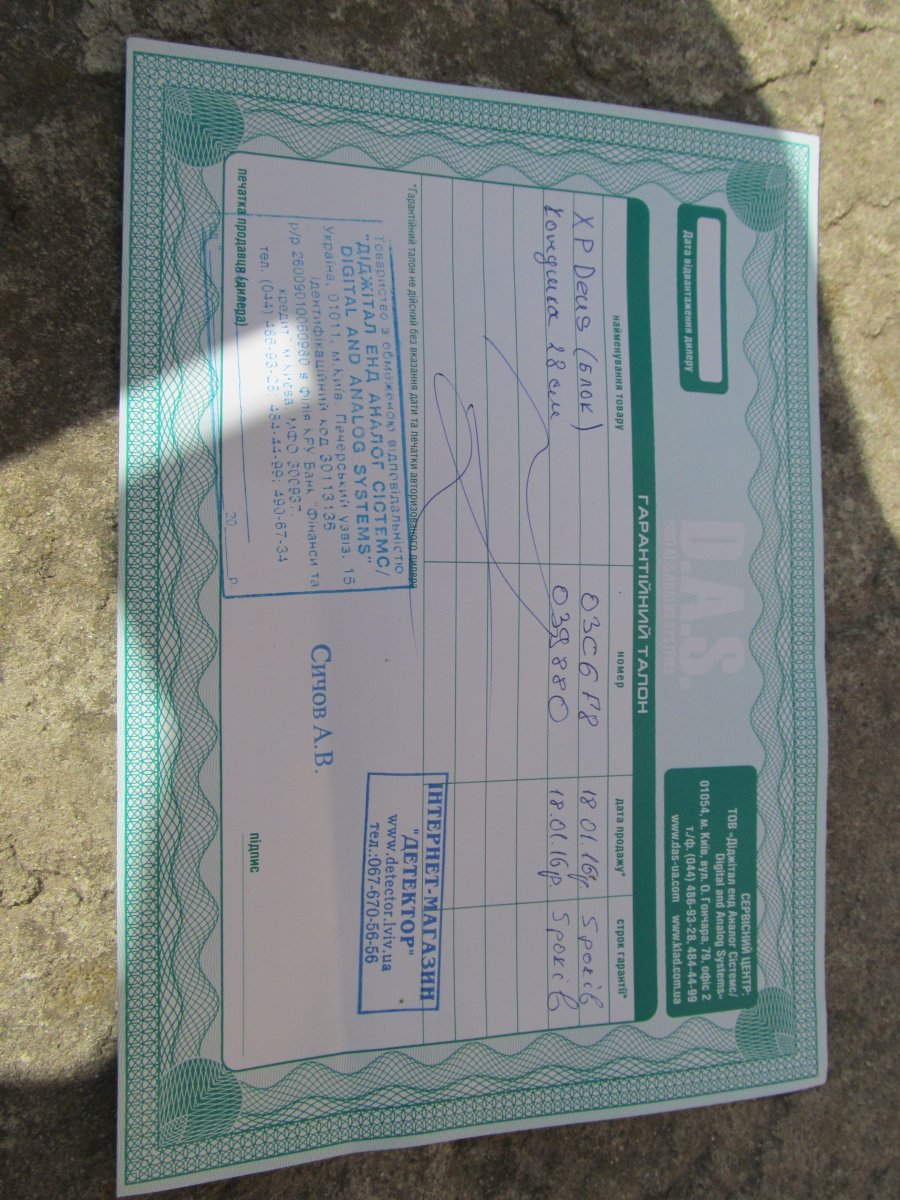 Дата відвантаження дилеру
D.A.S.
СЕРВІСНИЙ ЦЕНТР:
ТОВ «Діджітал енд Аналог Сістемс/
Digital and Analog Systems»
01054, м. Київ, вул. О. Гончара, 79, офіс 2
т./ф. (044) 486-93-28, 484-44-99
www.das-ua.com www.klad.com.ua
ГАРАНТІЙНИЙ ТАЛОН
найменування товару номер дата продажу* строк гарантії*
XP Deus (блок) 03C6F8 18.01.16р 5 років
Котушка 28 см 039880 18.01.16р. 5 років
*Гарантійний талон не дійсний без вказання дати та печатки авторизованого дилера
Товариство з обмеженою відповідальністю
"ДІДЖІТАЛ ЕНД АНАЛОГ СІСТЕМС/
DIGITAL AND ANALOG SYSTEMS"
Україна, 01011, м.Київ, Печерський узвіз, 15
Ідентифікаційний код 30113136
р/р 26009010060980 в Філія КРУ Банк "Фінанси та
кредит" м.Києва, МФО 300937
тел. (044) 486-93-28; 484-44-99; 490-67-34
печатка продавця (дилера)
20 р.
Сичов А.В.
ІНТЕРНЕТ-МАГАЗИН
"ДЕТЕКТОР"
www.detector.lviv.ua
тел.:067-670-56-56
підпис